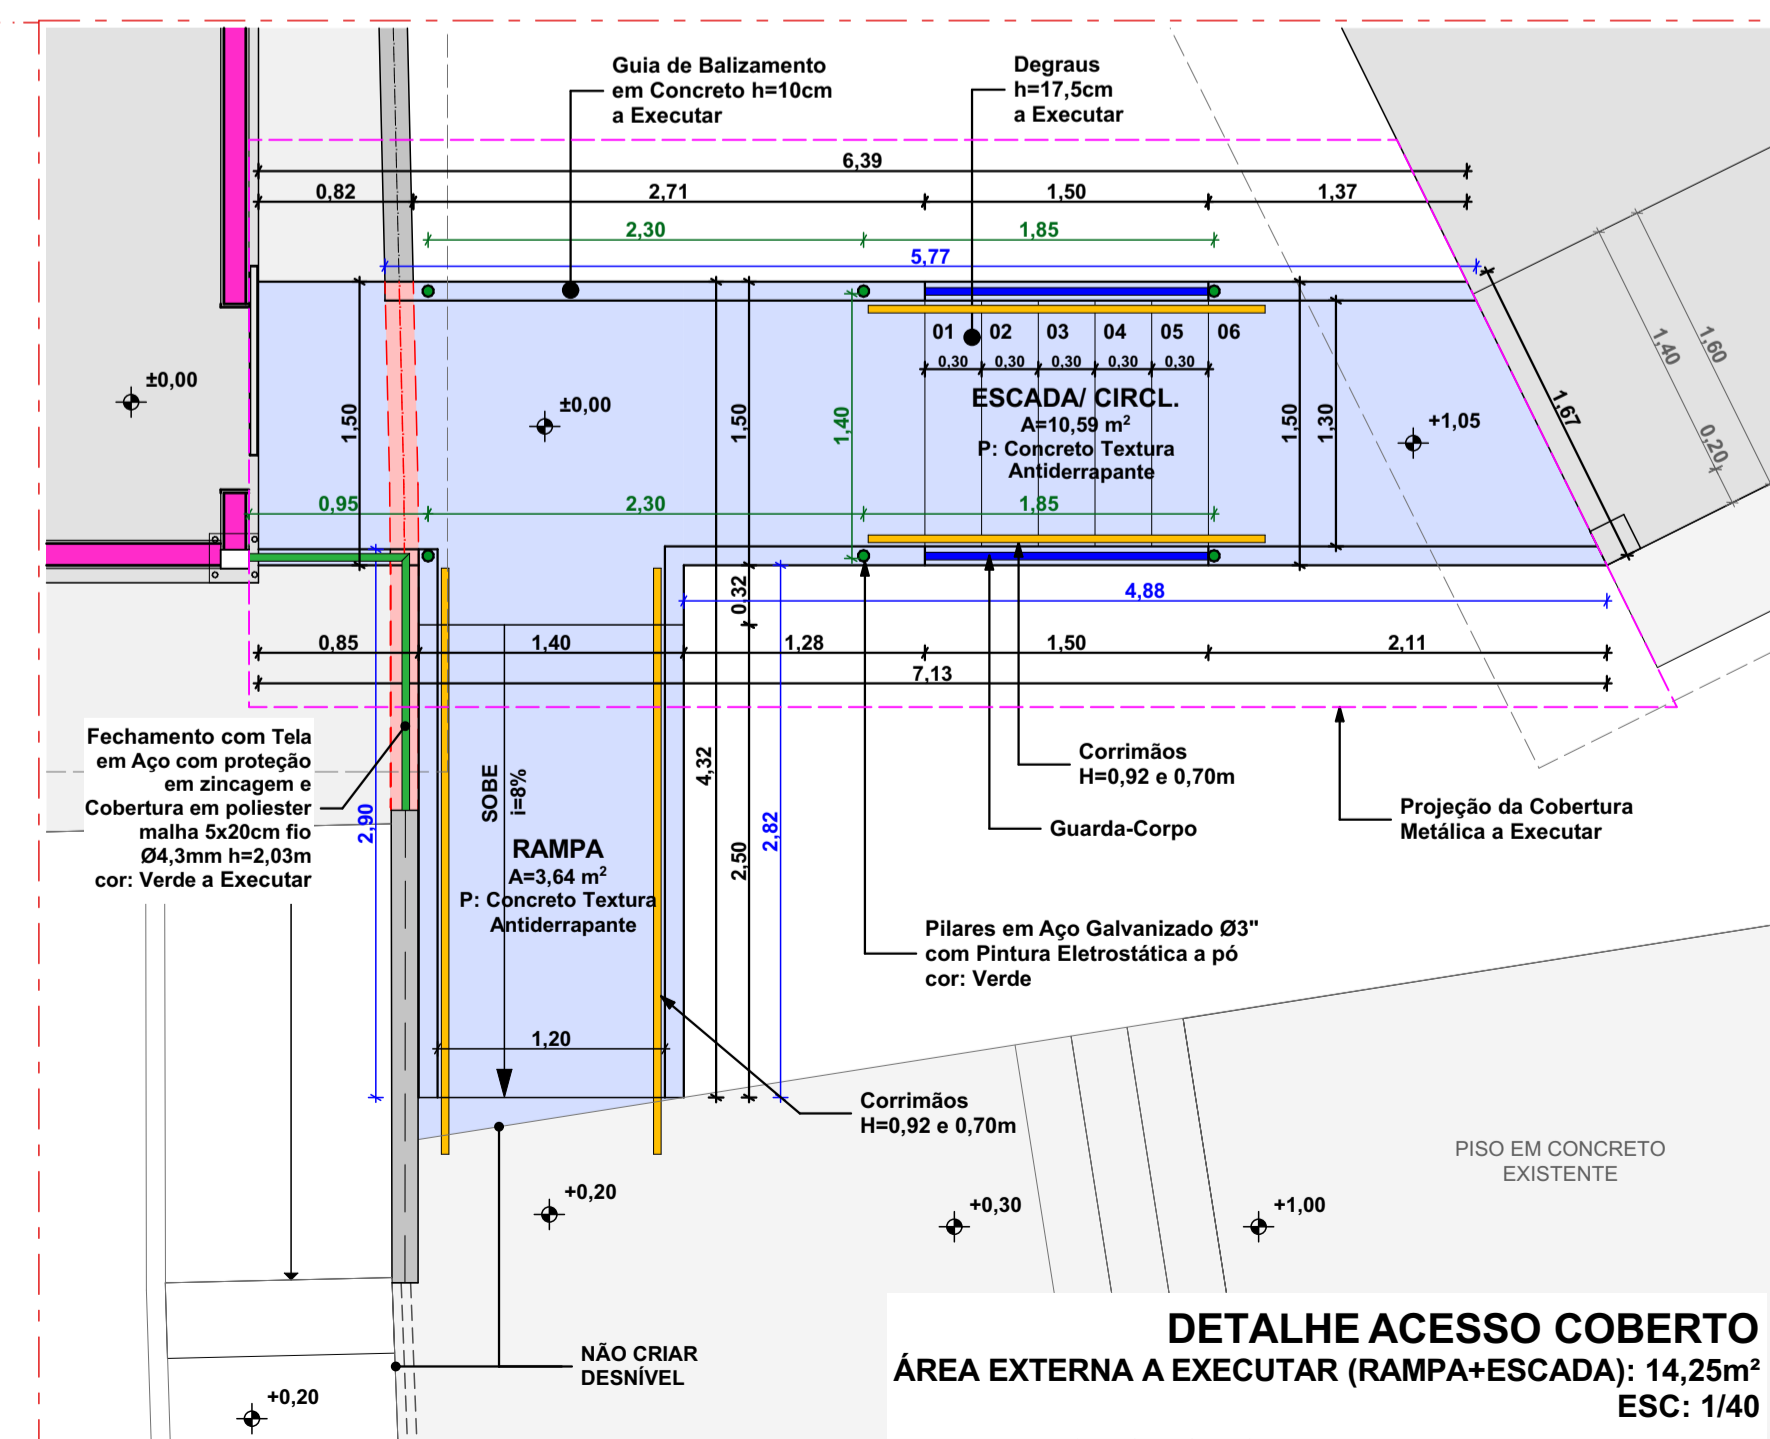 Guia de Balizamento
em Concreto h=10cm
a Executar
Degraus
h=17,5cm
a Executar
6,39
0,82
2,71
1,50
1,37
2,30
1,85
5,77
01
02
03
04
05
06
0,30
0,30
0,30
0,30
0,30
±0,00
±0,00
1,50
1,50
1,40
ESCADA/ CIRCL.
A=10,59 m²
P: Concreto Textura
Antiderrapante
1,50
1,30
+1,05
1,67
1,40
1,60
0,20
0,95
2,30
1,85
0,32
4,88
0,85
1,40
1,28
1,50
2,11
7,13
Fechamento com Tela
em Aço com proteção
em zincagem e
Cobertura em poliester
malha 5x20cm fio
Ø4,3mm h=2,03m
cor: Verde a Executar
2,90
SOBE
i=8%
4,32
2,50
2,82
RAMPA
A=3,64 m²
P: Concreto Textura
Antiderrapante
1,20
Corrimãos
H=0,92 e 0,70m
Guarda-Corpo
Projeção da Cobertura
Metálica a Executar
Pilares em Aço Galvanizado Ø3"
com Pintura Eletrostática a pó
cor: Verde
Corrimãos
H=0,92 e 0,70m
PISO EM CONCRETO
EXISTENTE
+0,20
+0,30
+1,00
NÃO CRIAR
DESNÍVEL
+0,20
DETALHE ACESSO COBERTO
ÁREA EXTERNA A EXECUTAR (RAMPA+ESCADA): 14,25m²
ESC: 1/40